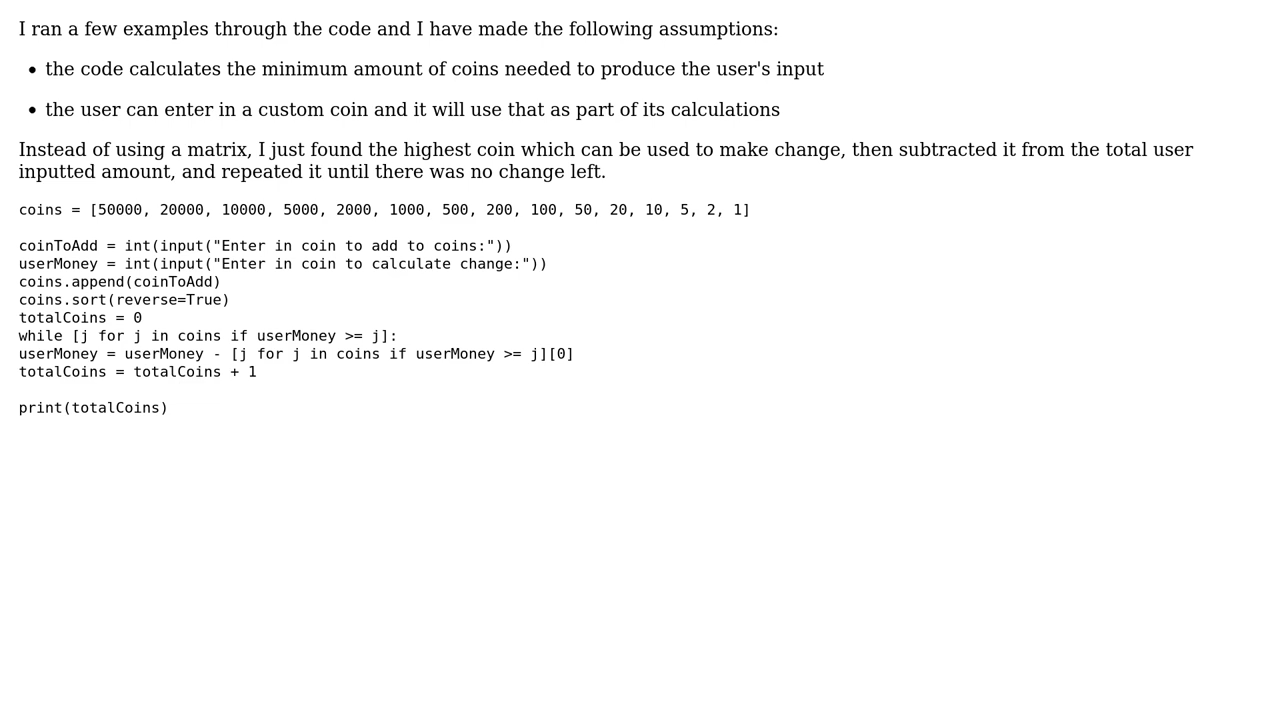 I ran a few examples through the code and I have made the following assumptions:
• the code calculates the minimum amount of coins needed to produce the user's input
• the user can enter in a custom coin and it will use that as part of its calculations
Instead of using a matrix, I just found the highest coin which can be used to make change, then subtracted it from the total user
inputted amount, and repeated it until there was no change left.
coins = [50000, 20000, 10000, 5000, 2000, 1000, 500, 200, 100, 50, 20, 10, 5, 2, 1]
coinToAdd = int(input("Enter in coin to add to coins:"))
userMoney = int(input("Enter in coin to calculate change:"))
coins.append(coinToAdd)
coins.sort(reverse=True)
totalCoins = 0
while [j for j in coins if userMoney >= j]:
userMoney = userMoney - [j for j in coins if userMoney >= j][0]
totalCoins = totalCoins + 1
print(totalCoins)